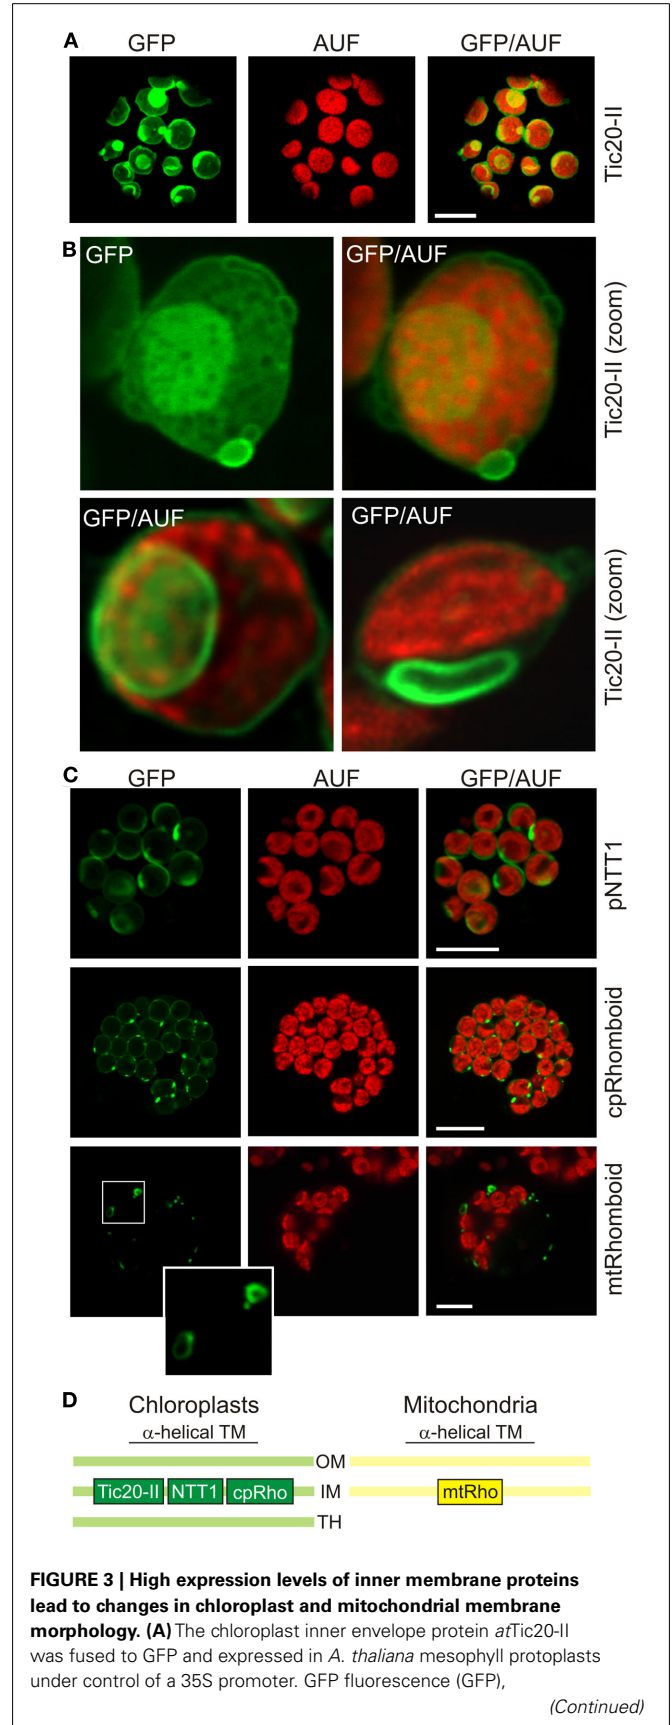 A
GFP AUF GFP/AUF
Tic20-II
B
GFP GFP/AUF
Tic20-II (zoom)
GFP/AUF GFP/AUF
Tic20-II (zoom)
C
GFP AUF GFP/AUF
pNTT1
cpRhomboid
mtRhomboid
D
Chloroplasts Mitochondria
α-helical TM α-helical TM
OM
Tic20-II NTT1 cpRho IM mtRho
TH
FIGURE 3 | High expression levels of inner membrane proteins
lead to changes in chloroplast and mitochondrial membrane
morphology. (A) The chloroplast inner envelope protein atTic20-II
was fused to GFP and expressed in A. thaliana mesophyll protoplasts
under control of a 35S promoter. GFP fluorescence (GFP),
(Continued)